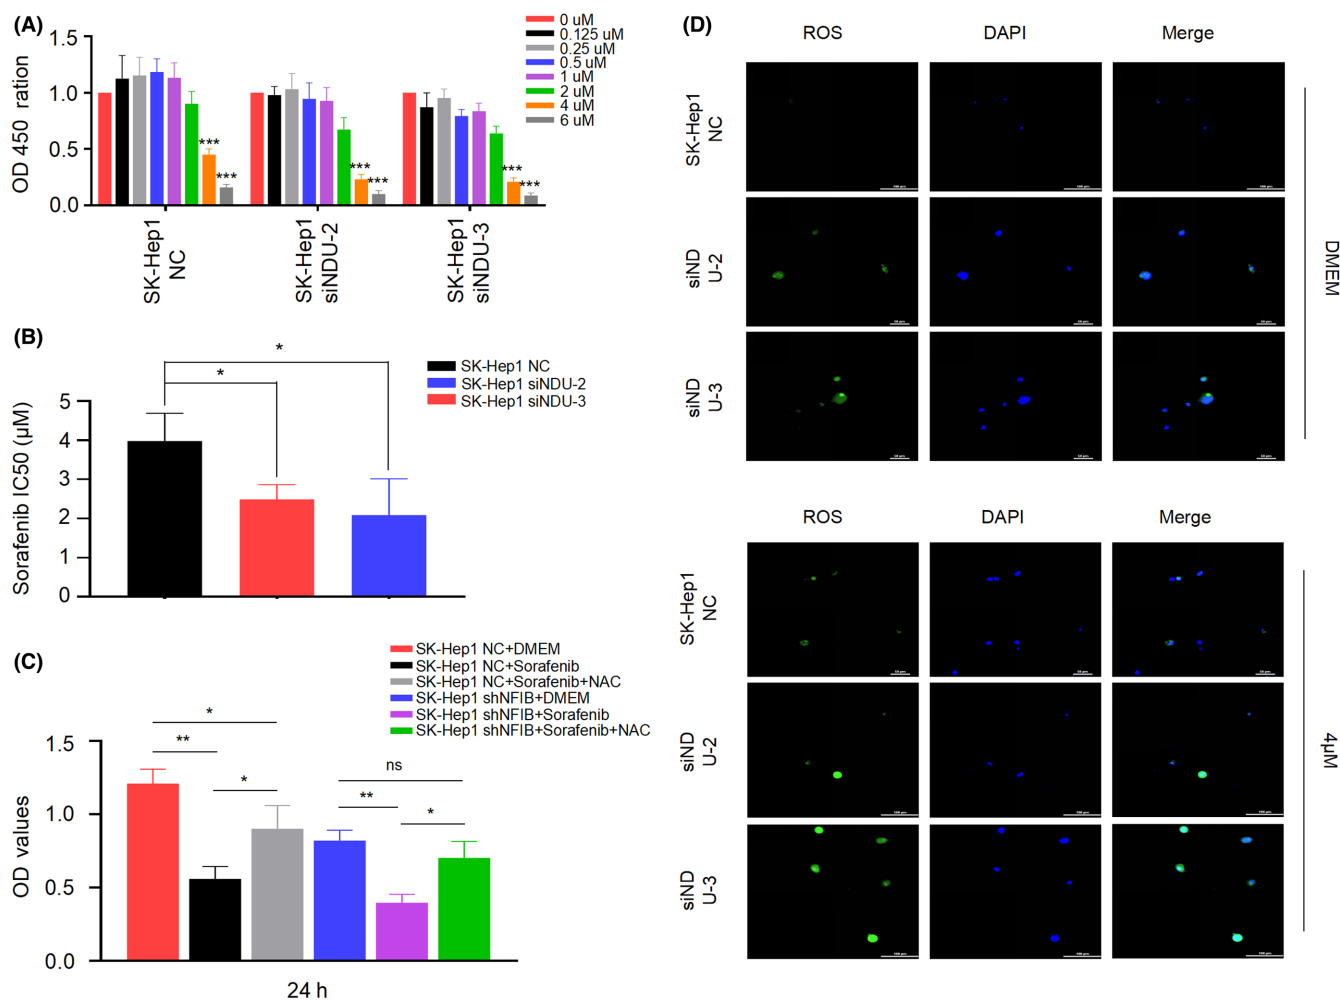 (A)
OD 450 ration
1.5
1.0
0.5
0.0
0 uM
0.125 uM
0.25 uM
0.5 uM
1 uM
2 uM
4 uM
6 uM
***
***
***
***
***
***
SK-Hep1
NC
SK-Hep1
siNDU-2
SK-Hep1
siNDU-3
(B)
Sorafenib IC50 (μM)
5
4
3
2
1
0
*
*
SK-Hep1 NC
SK-Hep1 siNDU-2
SK-Hep1 siNDU-3
(C)
OD values
1.5
1.0
0.5
0.0
SK-Hep1 NC+DMEM
SK-Hep1 NC+Sorafenib
SK-Hep1 NC+Sorafenib+NAC
SK-Hep1 shNFIB+DMEM
SK-Hep1 shNFIB+Sorafenib
SK-Hep1 shNFIB+Sorafenib+NAC
*
**
*
ns
**
*
24 h
(D)
ROS DAPI Merge
SK-Hep1
NC
siND
U-2
siND
U-3
DMEM
ROS DAPI Merge
SK-Hep1
NC
siND
U-2
siND
U-3
4μM